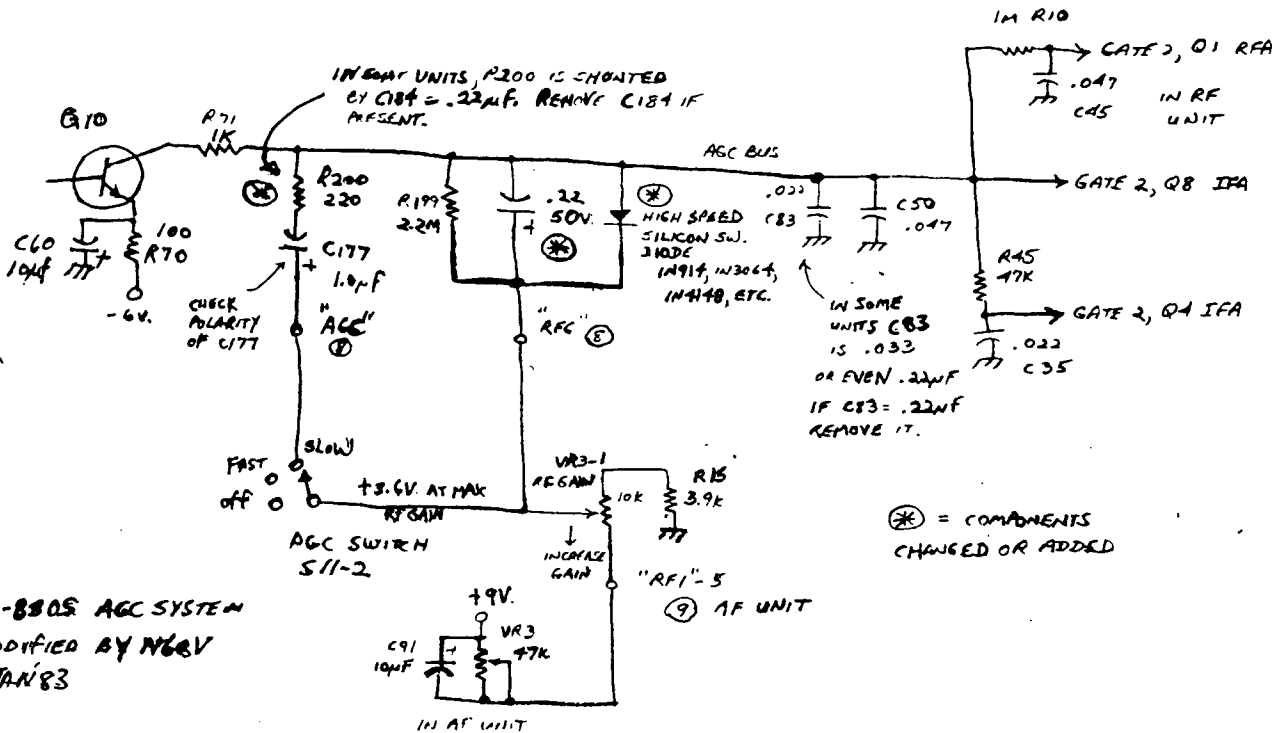 1M R10
GATE 2, Q1 RFA
.047
C45
IN RF
UNIT
IN SOME UNITS, R200 IS SHUNTED
BY C184 = .22µF. REMOVE C184 IF
PRESENT.
Q10
R71
1K
AGC BUS
R200
220
R199
2.2M
.22
50V.
+
HIGH SPEED
SILICON SW.
DIODE
1N914, 1N3064,
1N4148, ETC.
.022
C83
C50
.047
GATE 2, Q8 IFA
C60
10µf
+
100
R70
-6V.
C177
+
1.0µF
CHECK
POLARITY
OF C177
"AGC"
"RFG" 8
IN SOME
UNITS C83
IS .033
OR EVEN .22µF
IF C83 = .22µF
REMOVE IT.
R45
47K
GATE 2, Q4 IFA
.022
C35
SLOW
FAST
OFF
+3.6V. AT MAX
RF GAIN
AGC SWITCH
S11-2
VR3-1
RF GAIN
10K
R15
3.9K
INCREASE
GAIN
"RF1"-5
9 AF UNIT
* = COMPONENTS
CHANGED OR ADDED
-880S AGC SYSTEM
ODIFIED BY N6BV
JAN'83
+9V.
C91
10µF
+
VR3
47K
IN AF UNIT